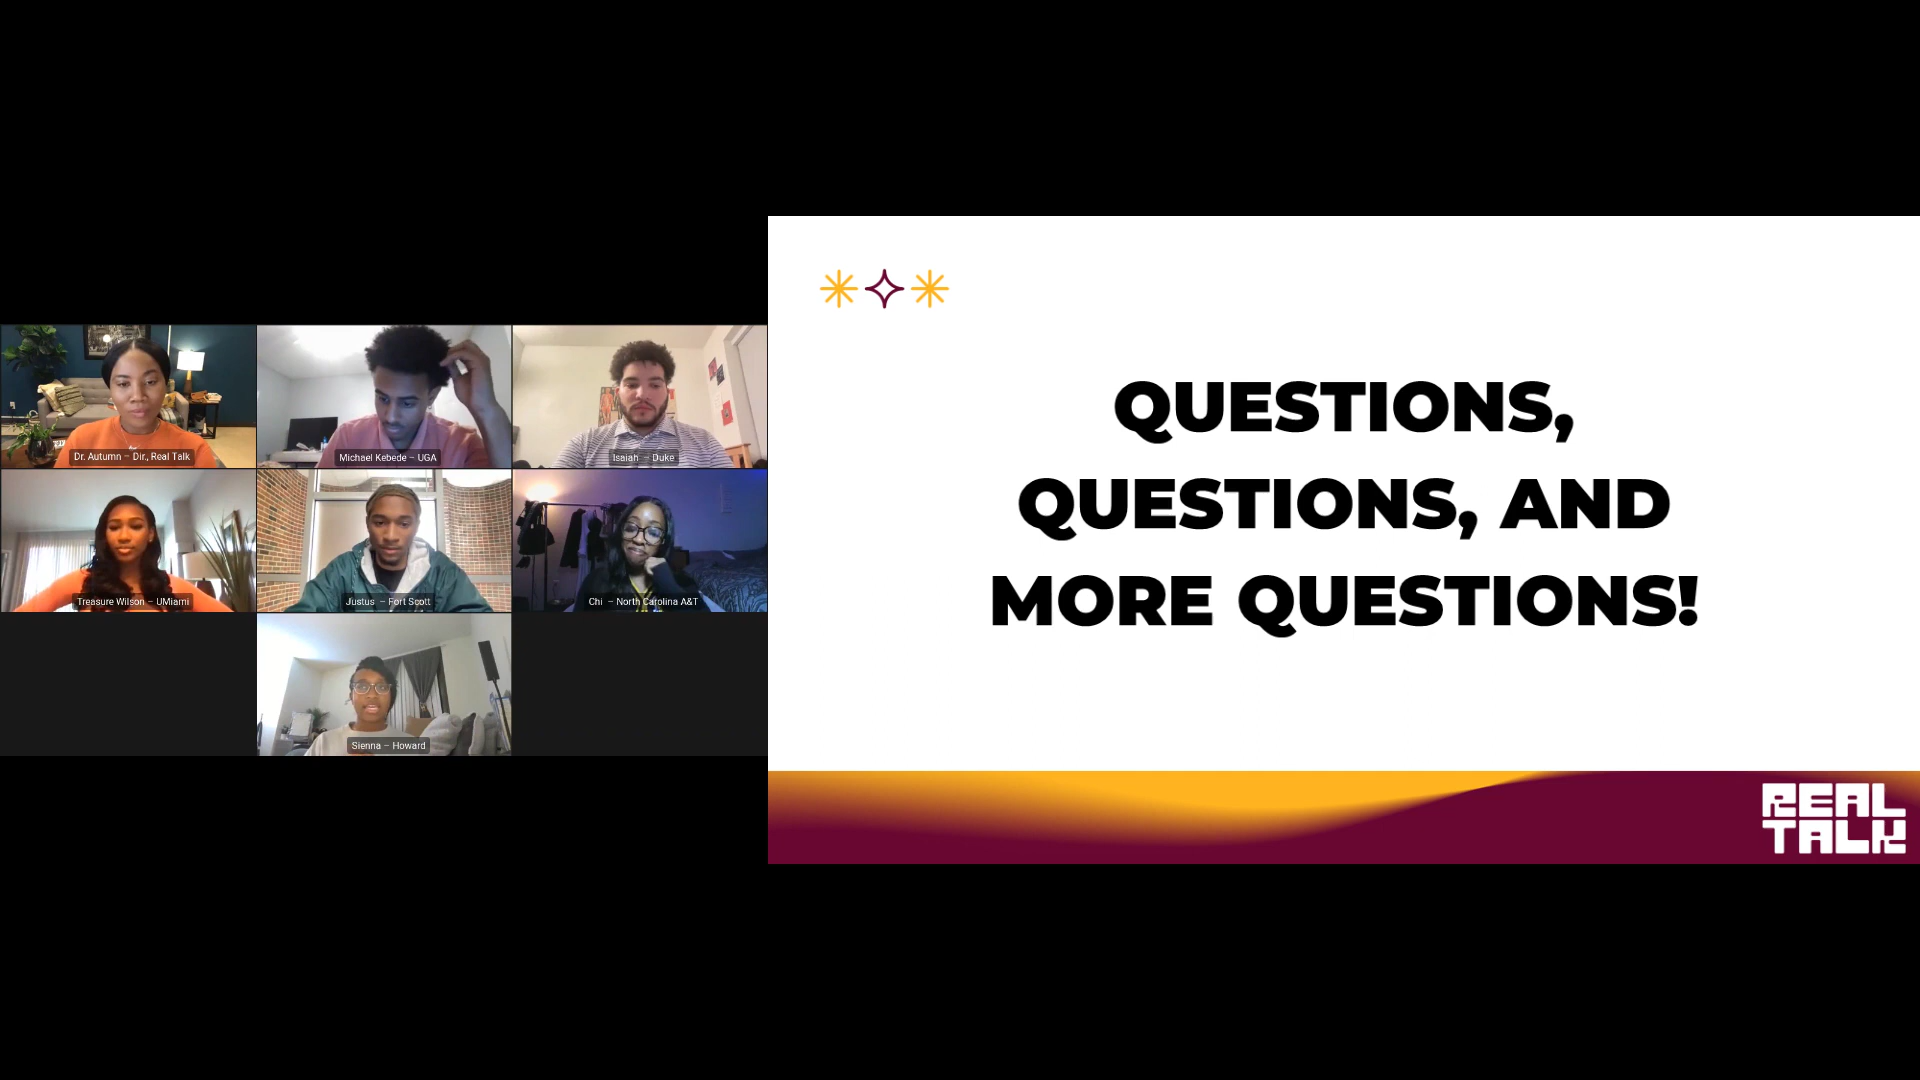 Dr. Autumn – Dir., Real Talk
Michael Kebede – UGA
Isaiah – Duke
Treasure Wilson – UMiami
Justus – Fort Scott
Chi – North Carolina A&T
Sienna – Howard
QUESTIONS,
QUESTIONS, AND
MORE QUESTIONS!
REAL
TALK